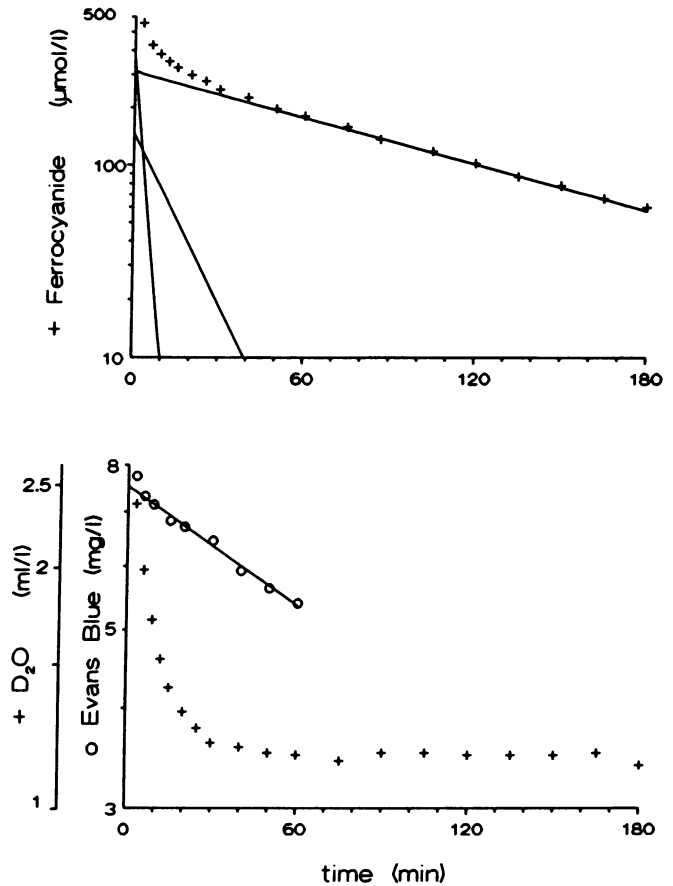 + Ferrocyanide (μmol/l)
500
100
10
0 60 120 180
+ D₂O (ml/l)
2.5
2
1
o Evans Blue (mg/l)
8
5
3
0 60 120 180
time (min)